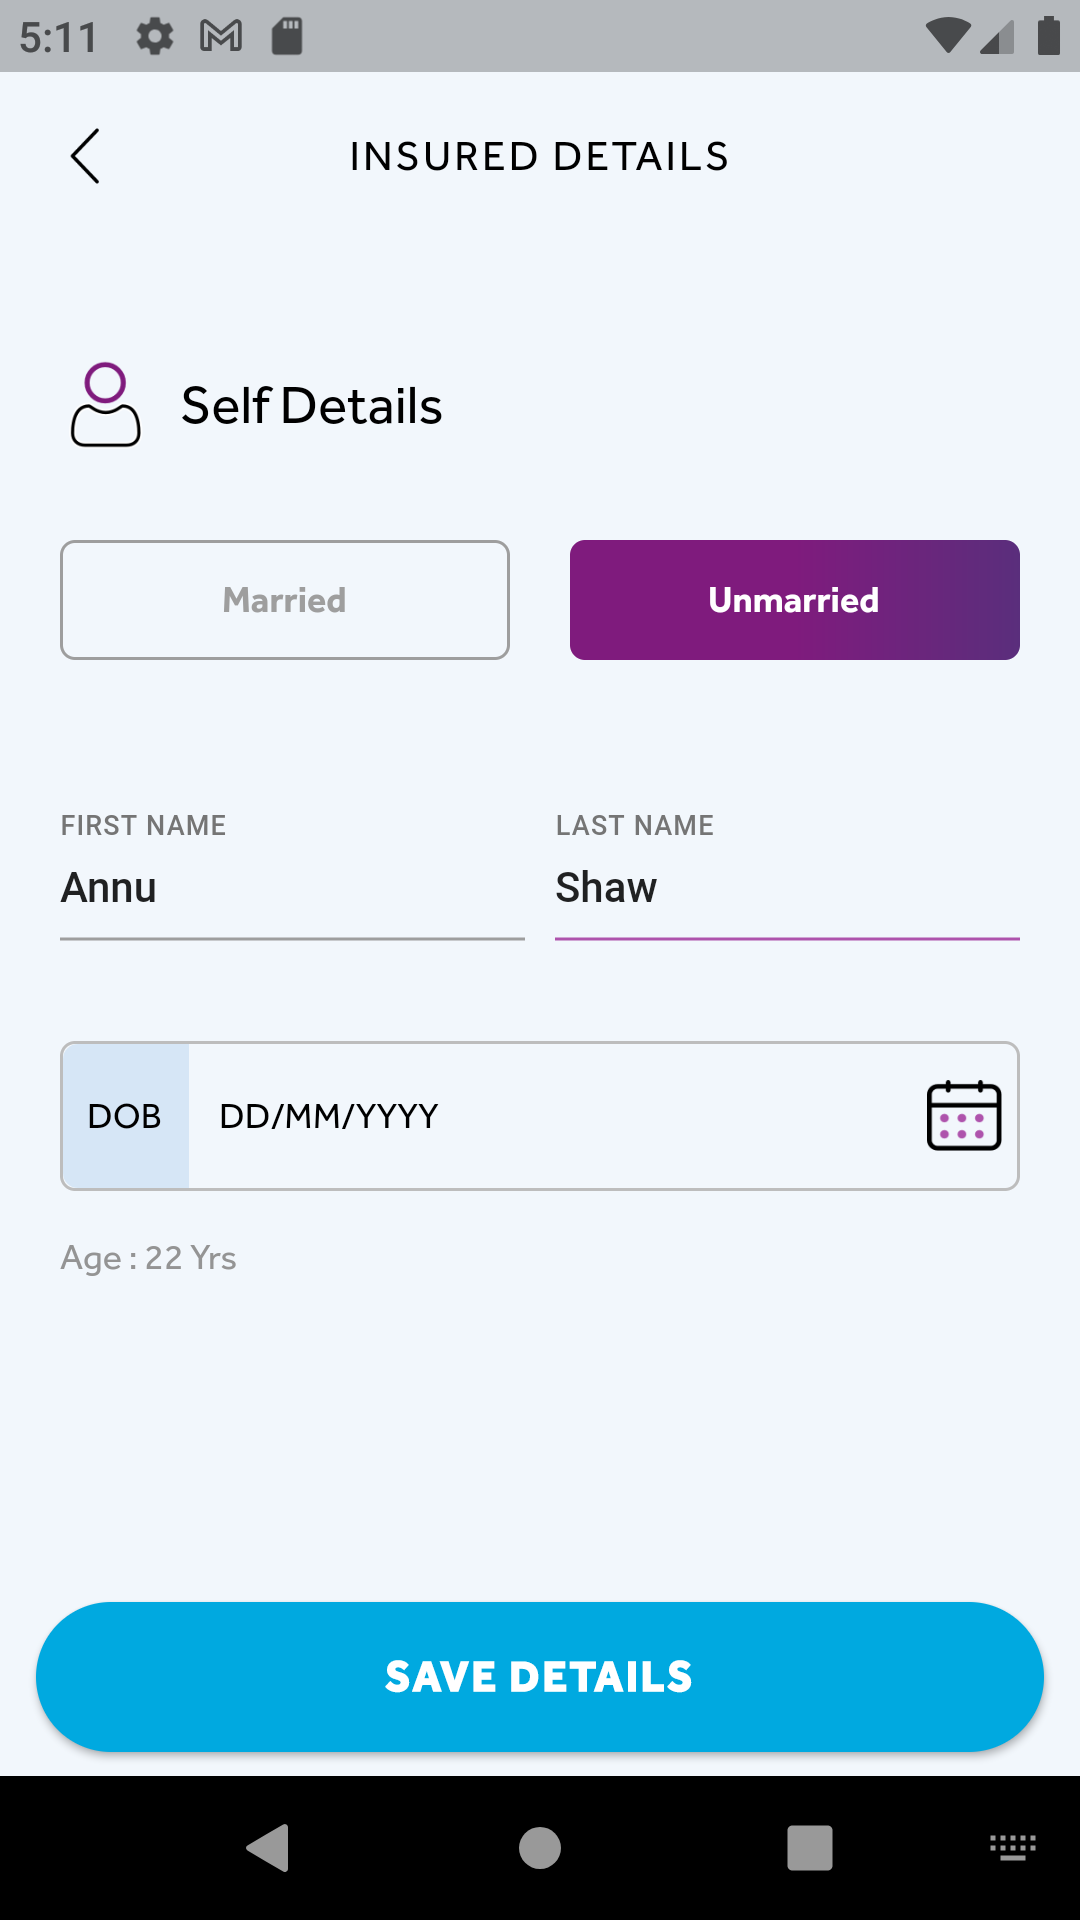 5:11
INSURED DETAILS
Self Details
Married
Unmarried
FIRST NAME
LAST NAME
Annu
Shaw
DOB
DD/MM/YYYY
Age : 22 Yrs
SAVE DETAILS